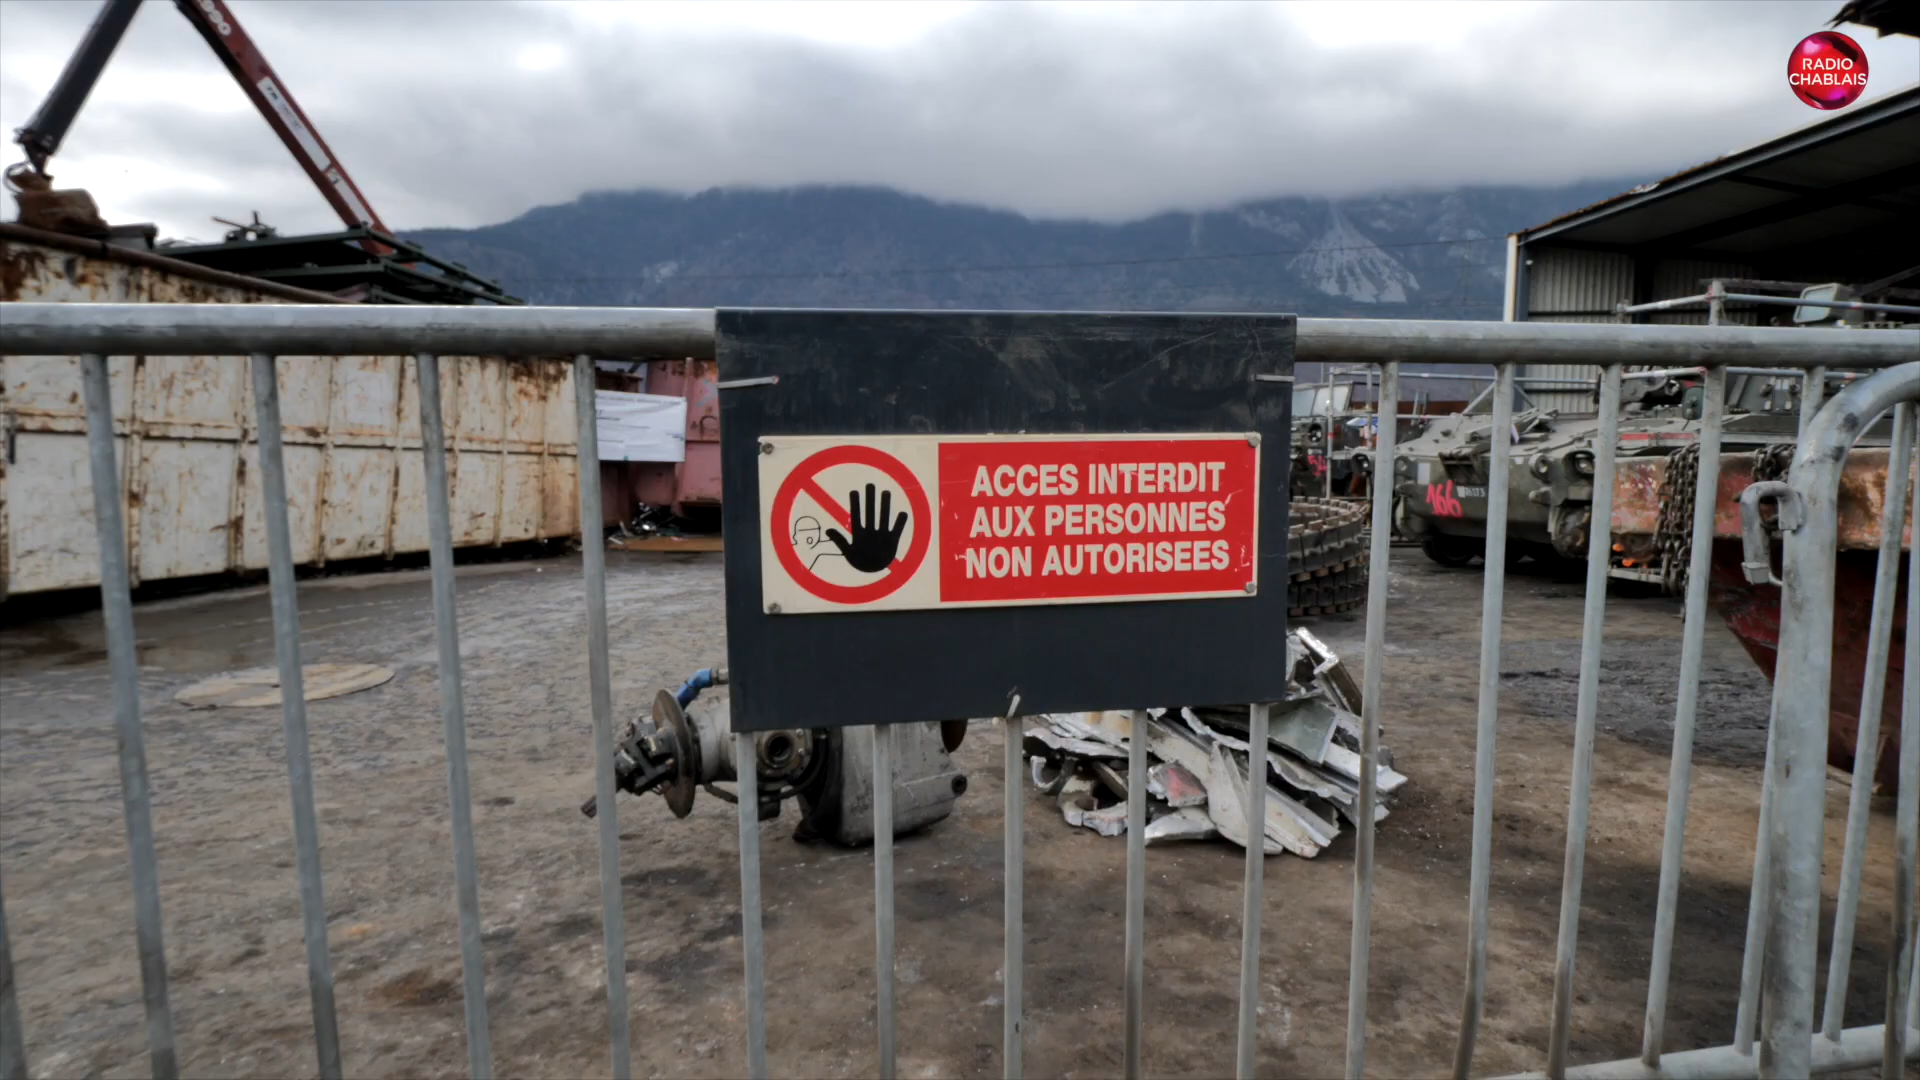 RADIO
CHABLAIS
ACCES INTERDIT
AUX PERSONNES
NON AUTORISEES
166